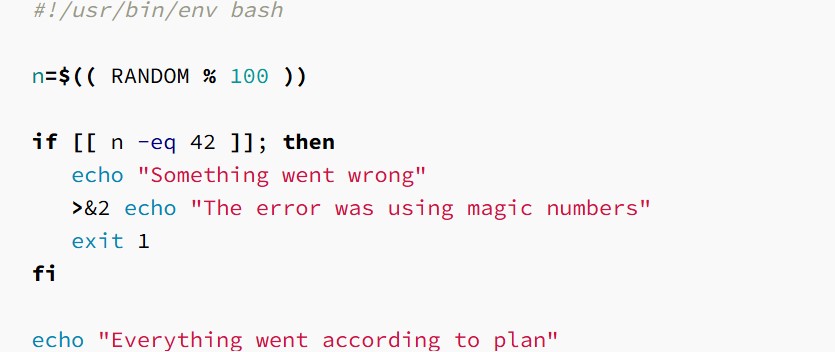 #!/usr/bin/env bash
n=$(( RANDOM % 100 ))
if [[ n -eq 42 ]]; then
echo "Something went wrong"
>&2 echo "The error was using magic numbers"
exit 1
fi
echo "Everything went according to plan"